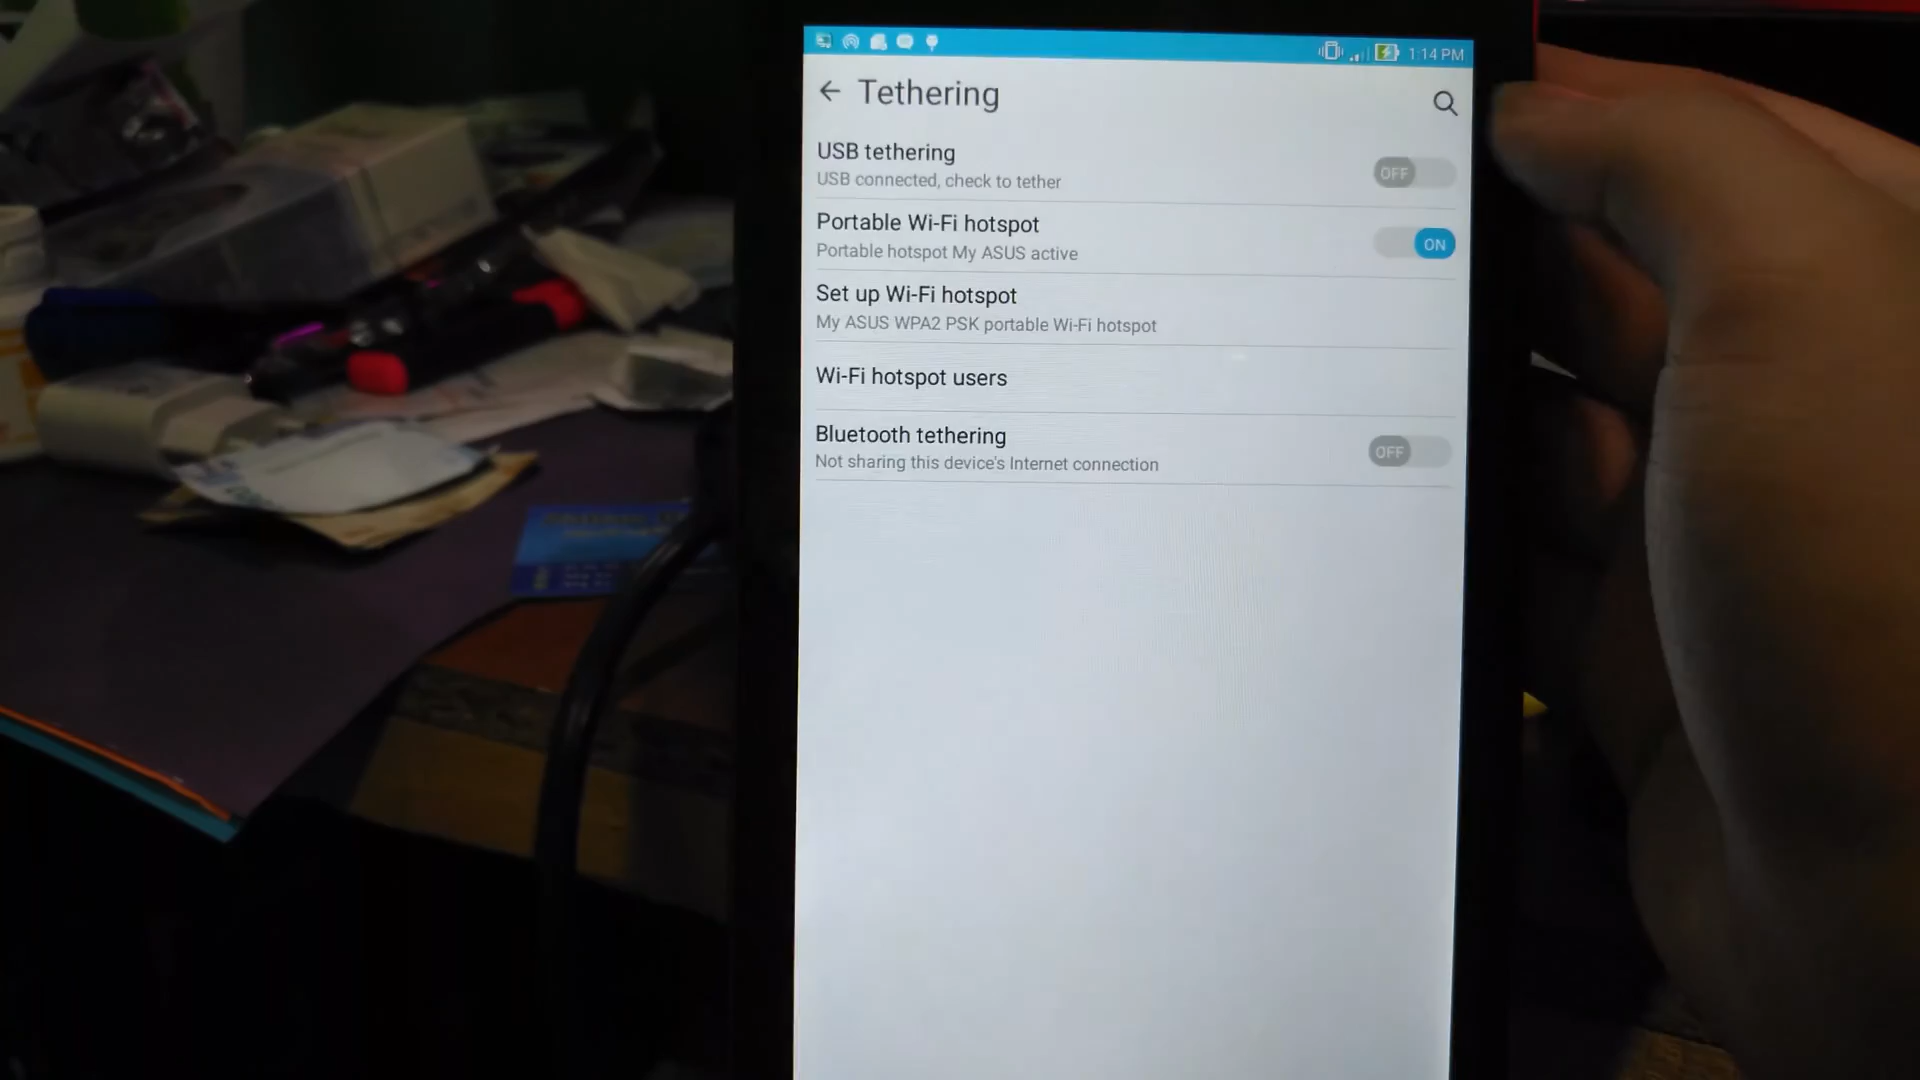 1:14 PM
Tethering
USB tethering
USB connected, check to tether
OFF
Portable Wi-Fi hotspot
Portable hotspot My ASUS active
ON
Set up Wi-Fi hotspot
My ASUS WPA2 PSK portable Wi-Fi hotspot
Wi-Fi hotspot users
Bluetooth tethering
Not sharing this device's Internet connection
OFF